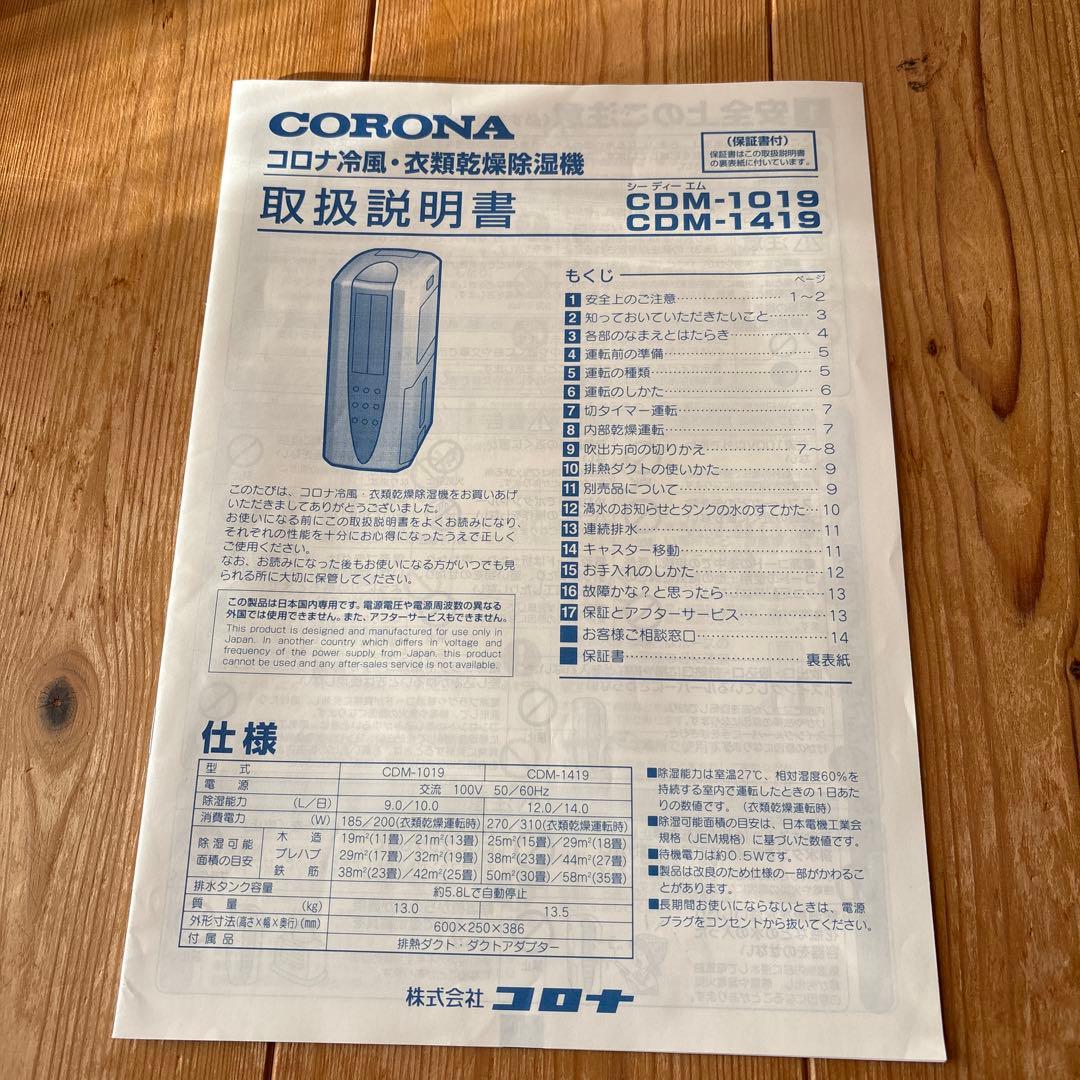 CORONA
コロナ冷風・衣類乾燥除湿機
取扱説明書
(保証書付)
保証書はこの取扱説明書
の裏表紙に付いています。
シー ディー エム
CDM-1019
CDM-1419
もくじ ページ
1 安全上のご注意 1〜2
2 知っておいていただきたいこと 3
3 各部のなまえとはたらき 4
4 運転前の準備 5
5 運転の種類 5
6 運転のしかた 6
7 切タイマー運転 7
8 内部乾燥運転 7
9 吹出方向の切りかえ 7〜8
10 排熱ダクトの使いかた 9
11 別売品について 9
12 満水のお知らせとタンクの水のすてかた 10
13 連続排水 11
14 キャスター移動 11
15 お手入れのしかた 12
16 故障かな?と思ったら 13
17 保証とアフターサービス 13
■ お客様ご相談窓口 14
■ 保証書 裏表紙
このたびは、コロナ冷風・衣類乾燥除湿機をお買いあげ
いただきましてありがとうございました。
お使いになる前にこの取扱説明書をよくお読みになり、
それぞれの性能を十分にお心得になったうえで正しく
ご使用ください。
なお、お読みになった後もお使いになる方がいつでも見
られる所に大切に保管してください。
この製品は日本国内専用です。電源電圧や電源周波数の異なる
外国では使用できません。また、アフターサービスもできません。
This product is designed and manufactured for use only in
Japan. In another country which differs in voltage and
frequency of the power supply from Japan, this product
cannot be used and any after-sales service is not available.
仕様
型式 CDM-1019 CDM-1419
電源 交流 100V 50/60Hz
除湿能力 (L/日) 9.0/10.0 12.0/14.0
消費電力 (W) 185/200(衣類乾燥運転時) 270/310(衣類乾燥運転時)
除湿可能面積の目安 木造 19m²(11畳)/21m²(13畳) 25m²(15畳)/29m²(18畳)
プレハブ 29m²(17畳)/32m²(19畳) 38m²(23畳)/44m²(27畳)
鉄筋 38m²(23畳)/42m²(25畳) 50m²(30畳)/58m²(35畳)
排水タンク容量 約5.8Lで自動停止
質量 (kg) 13.0 13.5
外形寸法(高さ×幅×奥行)(mm) 600×250×386
付属品 排熱ダクト・ダクトアダプター
■除湿能力は室温27℃、相対湿度60%を
持続する室内で運転したときの1日あた
りの数値です。(衣類乾燥運転時)
■除湿可能面積の目安は、日本電機工業会
規格(JEM規格)に基づいた数値です。
■待機電力は約0.5Wです。
■製品は改良のため仕様の一部がかわるこ
とがあります。
■長期間お使いにならないときは、電源
プラグをコンセントから抜いてください。
株式会社 コロナ